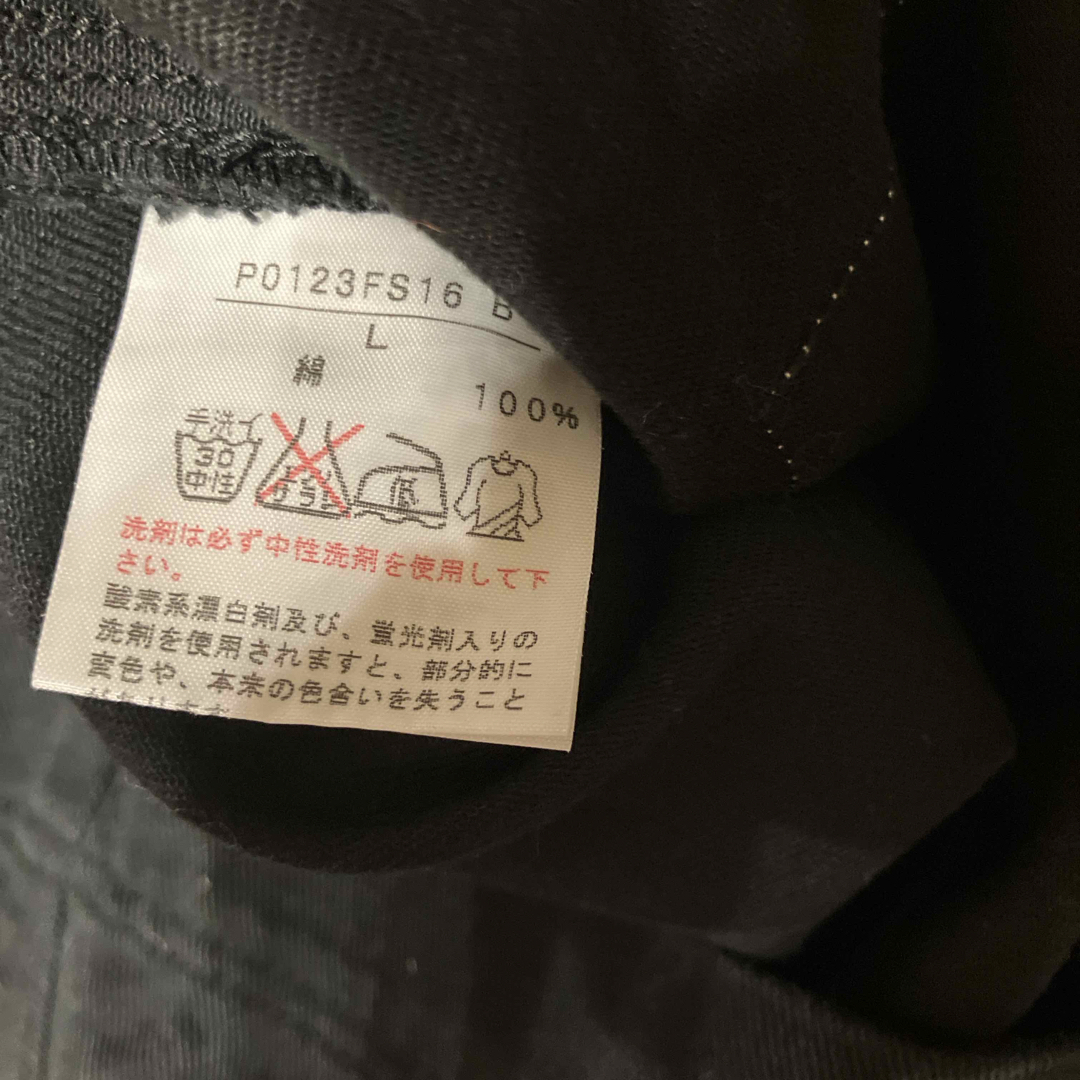 P0123FS16 B
L
綿 100%
手洗イ
30
中性
洗剤は必ず中性洗剤を使用して下
さい。
酸素系漂白剤及び、蛍光剤入りの
洗剤を使用されますと、部分的に
変色や、本来の色合いを失うこと